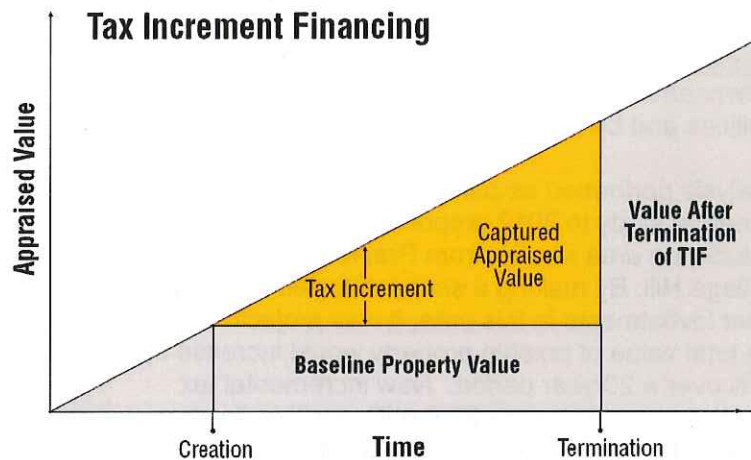 Tax Increment Financing
Appraised Value
Captured
Appraised
Value
Value After
Termination
of TIF
Tax Increment
Baseline Property Value
Creation
Time
Termination